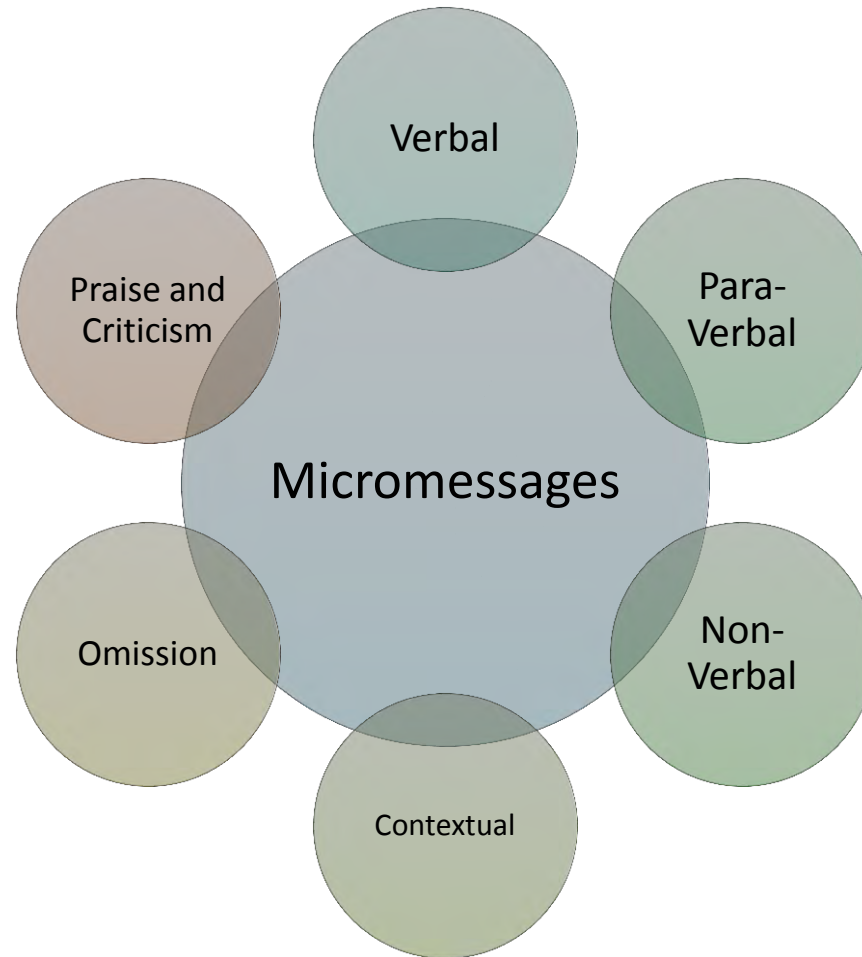 Verbal
Para-
Verbal
Non-
Verbal
Contextual
Omission
Praise and
Criticism
Micromessages